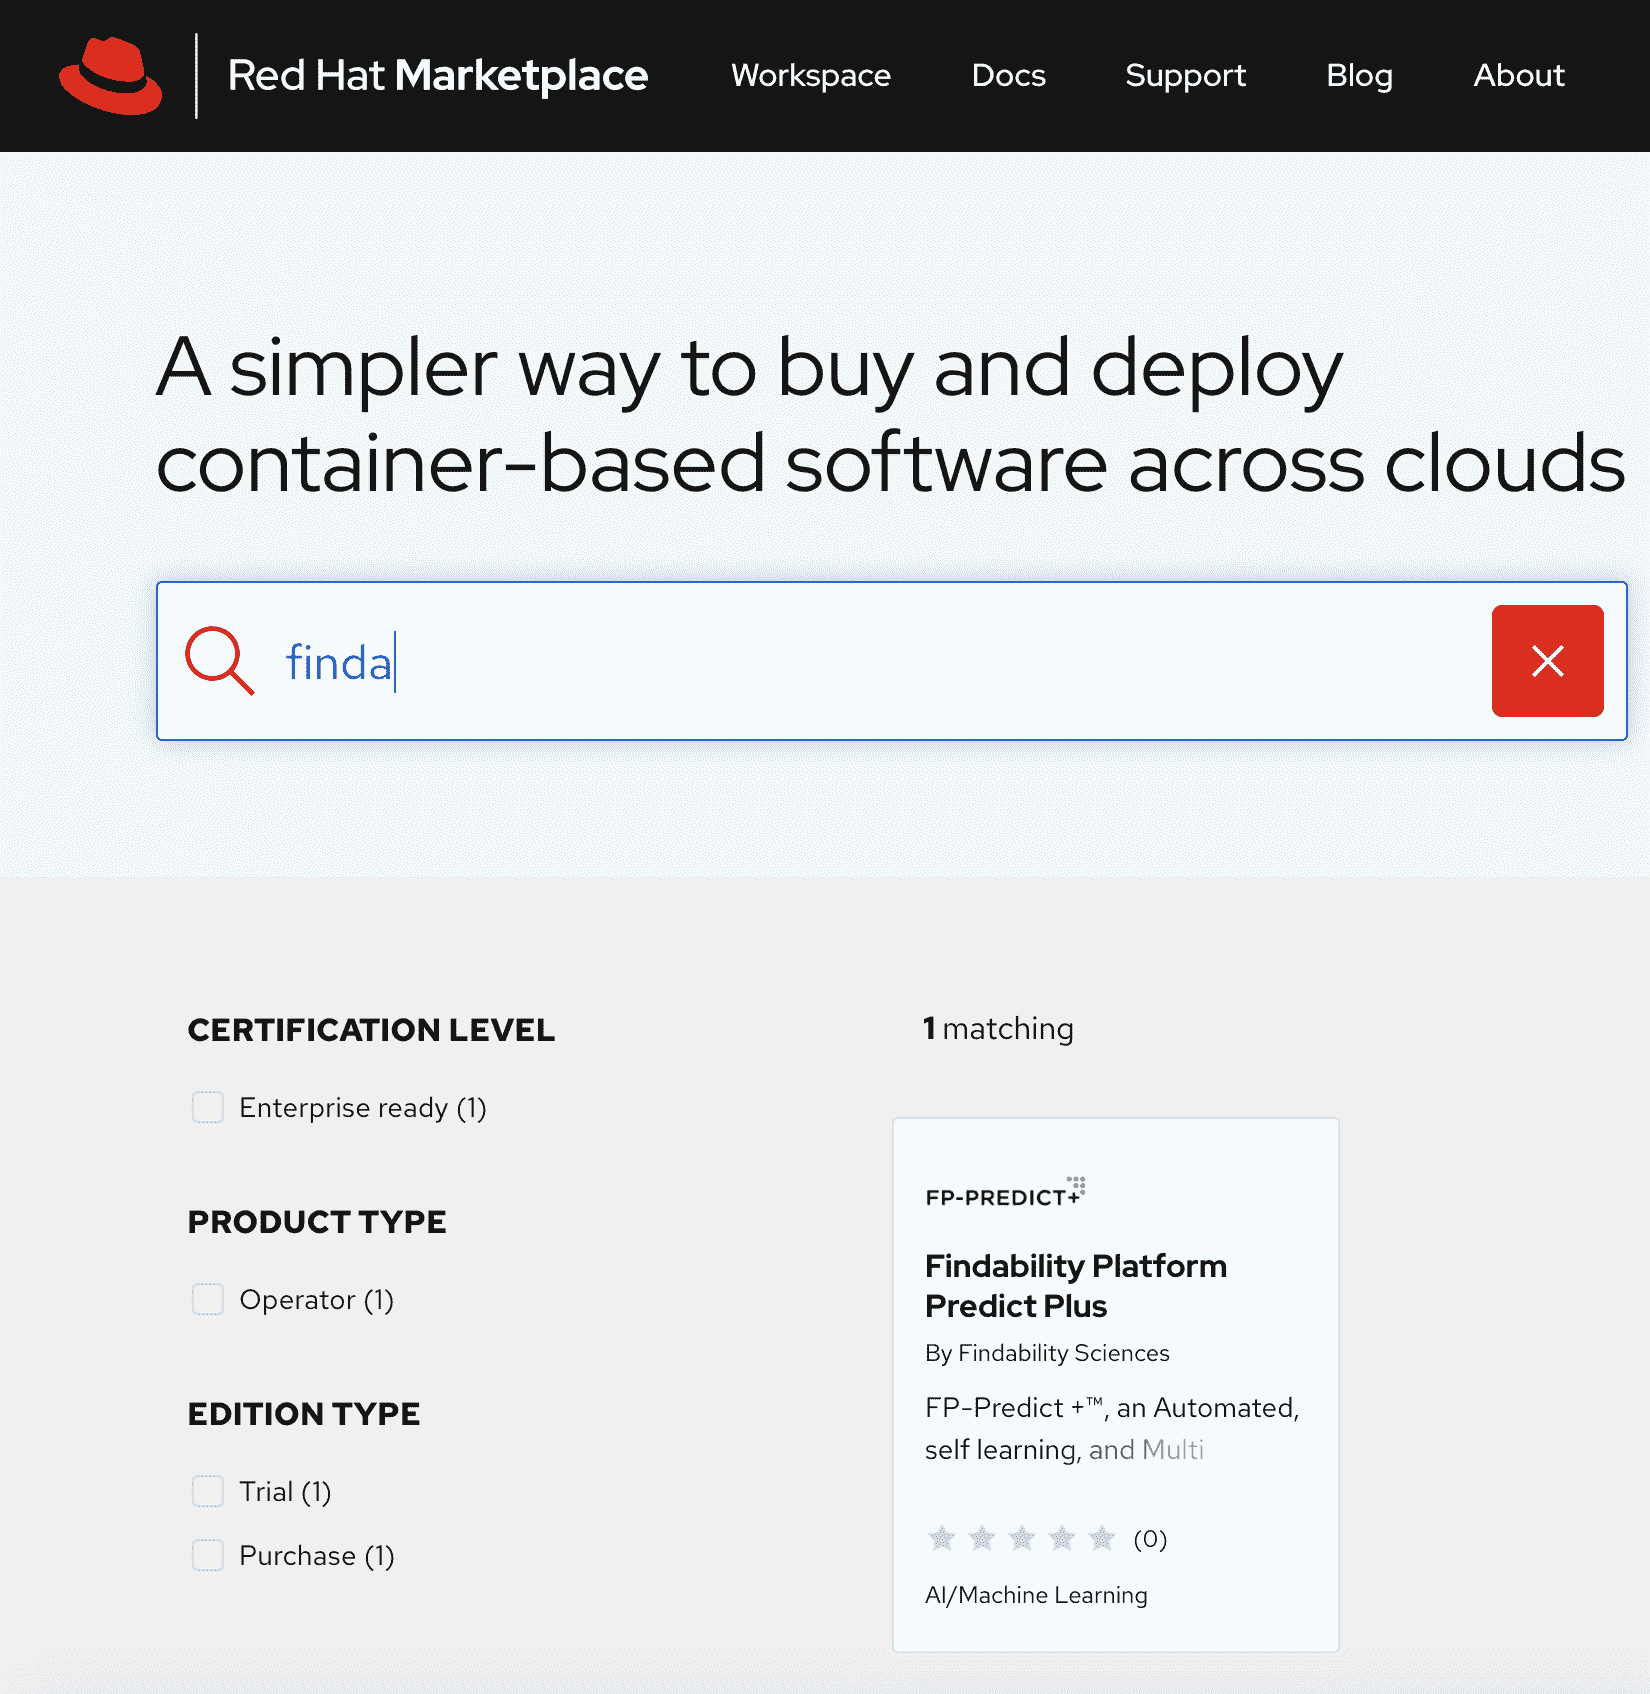 Red Hat Marketplace
Workspace
Docs
Support
Blog
About
A simpler way to buy and deploy
container-based software across clouds
finda
CERTIFICATION LEVEL
Enterprise ready (1)
PRODUCT TYPE
Operator (1)
EDITION TYPE
Trial (1)
Purchase (1)
1 matching
FP-PREDICT+
Findability Platform
Predict Plus
By Findability Sciences
FP-Predict +™, an Automated,
self learning, and Multi
(0)
AI/Machine Learning